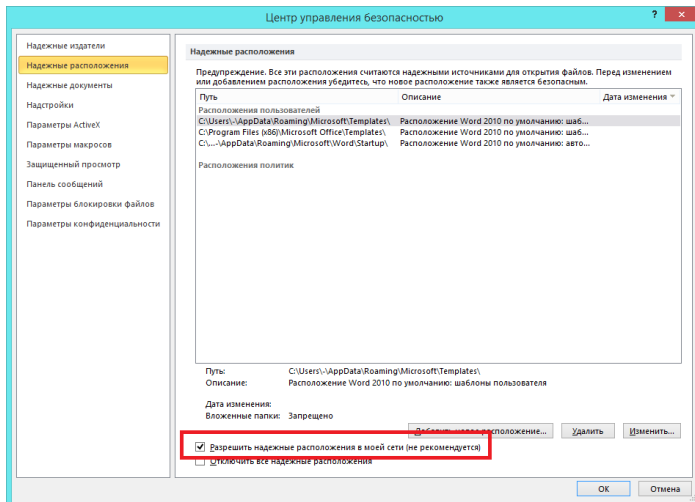 Центр управления безопасностью
Надежные издатели
Надежные расположения
Надежные документы
Надстройки
Параметры ActiveX
Параметры макросов
Защищенный просмотр
Панель сообщений
Параметры блокировки файлов
Параметры конфиденциальности
Надежные расположения
Предупреждение. Все эти расположения считаются надежными источниками для открытия файлов. Перед изменением
или добавлением расположения убедитесь, что новое расположение также является безопасным.
Путь Описание Дата изменения
Расположения пользователей
C:\Users\-\AppData\Roaming\Microsoft\Templates\ Расположение Word 2010 по умолчанию: шаб...
C:\Program Files (x86)\Microsoft Office\Templates\ Расположение Word 2010 по умолчанию: шаб...
C:\,...-\AppData\Roaming\Microsoft\Word\Startup\ Расположение Word 2010 по умолчанию: авто...
Расположения политик
Путь: C:\Users\-\AppData\Roaming\Microsoft\Templates\
Описание: Расположение Word 2010 по умолчанию: шаблоны пользователя
Дата изменения:
Вложенные папки: Запрещено
Добавить новое расположение... Удалить Изменить...
Разрешить надежные расположения в моей сети (не рекомендуется)
Отключить все надежные расположения
ОК Отмена